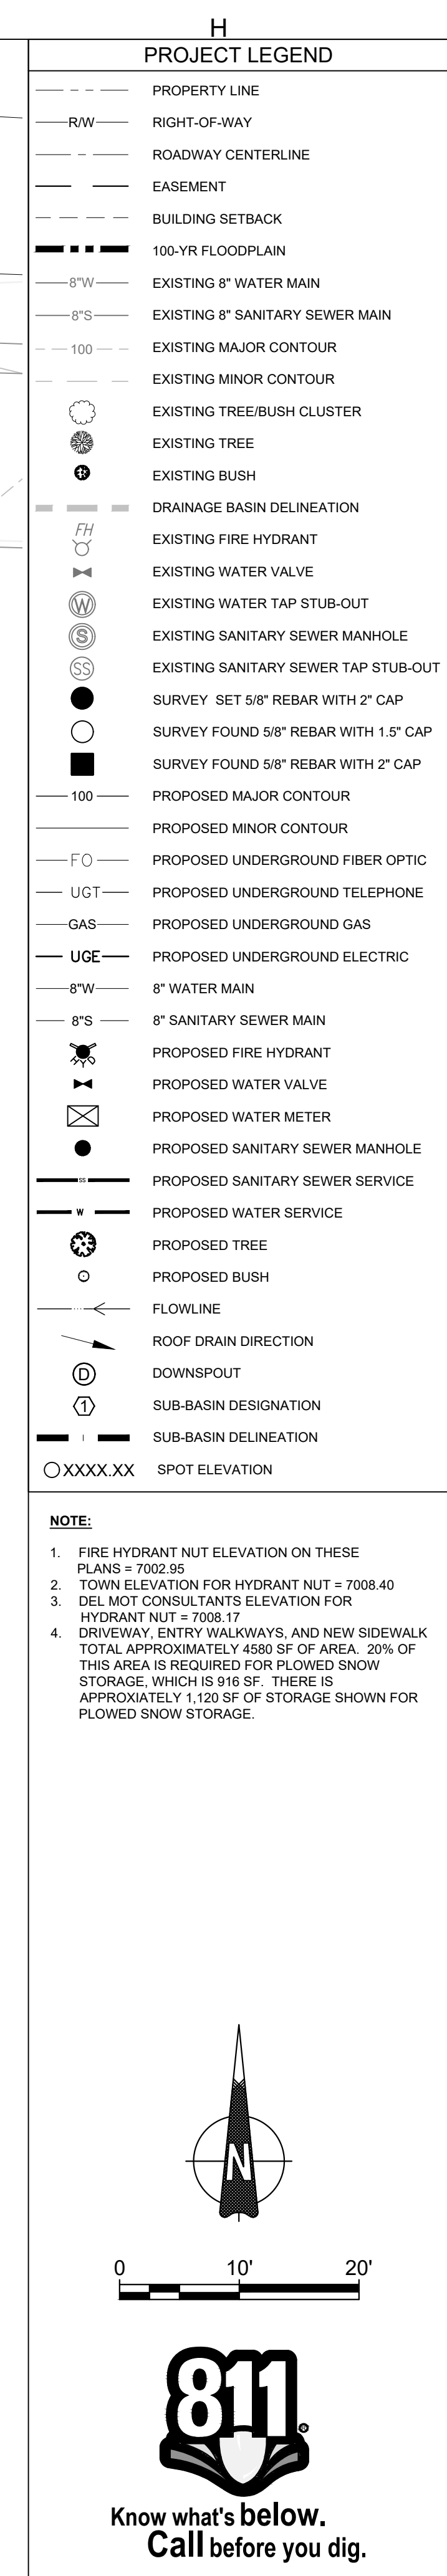 H
PROJECT LEGEND
PROPERTY LINE
R/W RIGHT-OF-WAY
ROADWAY CENTERLINE
EASEMENT
BUILDING SETBACK
100-YR FLOODPLAIN
8"W EXISTING 8" WATER MAIN
8"S EXISTING 8" SANITARY SEWER MAIN
100 EXISTING MAJOR CONTOUR
EXISTING MINOR CONTOUR
EXISTING TREE/BUSH CLUSTER
EXISTING TREE
EXISTING BUSH
DRAINAGE BASIN DELINEATION
FH EXISTING FIRE HYDRANT
EXISTING WATER VALVE
W EXISTING WATER TAP STUB-OUT
S EXISTING SANITARY SEWER MANHOLE
SS EXISTING SANITARY SEWER TAP STUB-OUT
SURVEY SET 5/8" REBAR WITH 2" CAP
SURVEY FOUND 5/8" REBAR WITH 1.5" CAP
SURVEY FOUND 5/8" REBAR WITH 2" CAP
100 PROPOSED MAJOR CONTOUR
PROPOSED MINOR CONTOUR
FO PROPOSED UNDERGROUND FIBER OPTIC
UGT PROPOSED UNDERGROUND TELEPHONE
GAS PROPOSED UNDERGROUND GAS
UGE PROPOSED UNDERGROUND ELECTRIC
8"W 8" WATER MAIN
8"S 8" SANITARY SEWER MAIN
PROPOSED FIRE HYDRANT
PROPOSED WATER VALVE
PROPOSED WATER METER
PROPOSED SANITARY SEWER MANHOLE
SS PROPOSED SANITARY SEWER SERVICE
W PROPOSED WATER SERVICE
PROPOSED TREE
PROPOSED BUSH
FLOWLINE
ROOF DRAIN DIRECTION
D DOWNSPOUT
1 SUB-BASIN DESIGNATION
SUB-BASIN DELINEATION
XXXX.XX SPOT ELEVATION
NOTE:
1. FIRE HYDRANT NUT ELEVATION ON THESE
PLANS = 7002.95
2. TOWN ELEVATION FOR HYDRANT NUT = 7008.40
3. DEL MOT CONSULTANTS ELEVATION FOR
HYDRANT NUT = 7008.17
4. DRIVEWAY, ENTRY WALKWAYS, AND NEW SIDEWALK
TOTAL APPROXIMATELY 4580 SF OF AREA. 20% OF
THIS AREA IS REQUIRED FOR PLOWED SNOW
STORAGE, WHICH IS 916 SF. THERE IS
APPROXIATELY 1,120 SF OF STORAGE SHOWN FOR
PLOWED SNOW STORAGE.
N
0 10' 20'
811
®
Know what's below.
Call before you dig.